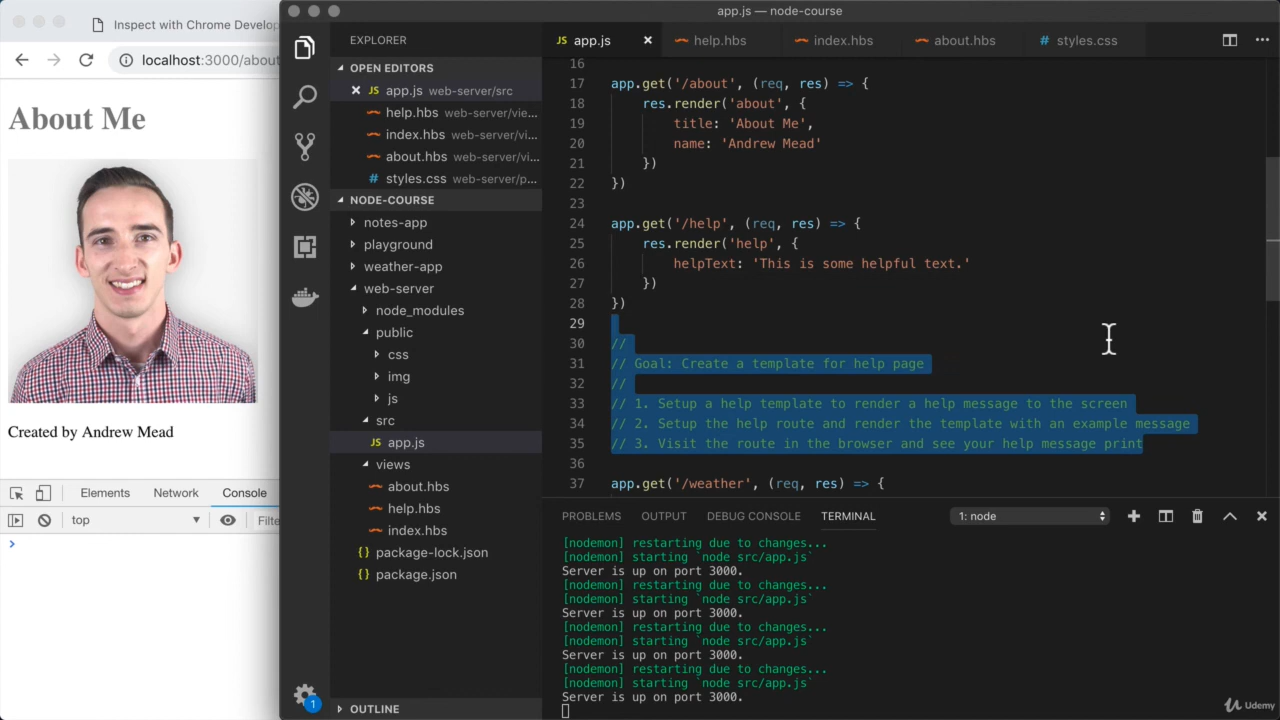 Inspect with Chrome Develop
localhost:3000/about
About Me
Created by Andrew Mead
Elements Network Console
top Filte
app.js — node-course
EXPLORER
OPEN EDITORS
JS app.js web-server/src
help.hbs web-server/vie...
index.hbs web-server/vi...
about.hbs web-server/vi...
# styles.css web-server/p...
NODE-COURSE
notes-app
playground
weather-app
web-server
node_modules
public
css
img
js
src
JS app.js
views
about.hbs
help.hbs
index.hbs
{} package-lock.json
{} package.json
OUTLINE
1
JS app.js help.hbs index.hbs about.hbs # styles.css
16
17 app.get('/about', (req, res) => {
18 res.render('about', {
19 title: 'About Me',
20 name: 'Andrew Mead'
21 })
22 })
23
24 app.get('/help', (req, res) => {
25 res.render('help', {
26 helpText: 'This is some helpful text.'
27 })
28 })
29
30 //
31 // Goal: Create a template for help page
32 //
33 // 1. Setup a help template to render a help message to the screen
34 // 2. Setup the help route and render the template with an example message
35 // 3. Visit the route in the browser and see your help message print
36
37 app.get('/weather', (req, res) => {
PROBLEMS OUTPUT DEBUG CONSOLE TERMINAL 1: node
[nodemon] restarting due to changes...
[nodemon] starting `node src/app.js`
Server is up on port 3000.
[nodemon] restarting due to changes...
[nodemon] starting `node src/app.js`
Server is up on port 3000.
[nodemon] restarting due to changes...
[nodemon] starting `node src/app.js`
Server is up on port 3000.
[nodemon] restarting due to changes...
[nodemon] starting `node src/app.js`
Server is up on port 3000.
Udemy